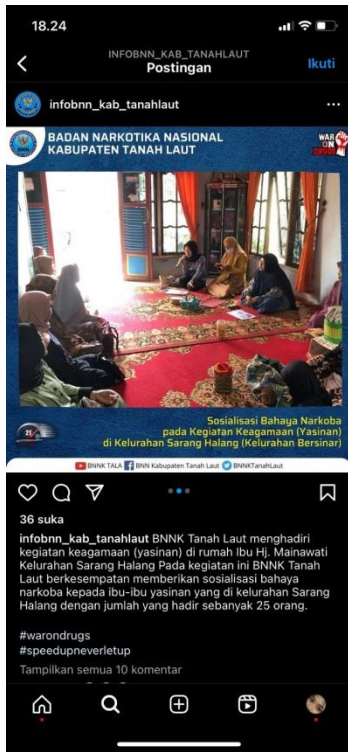 18.24
INFOBNN_KAB_TANAHLAUT
Postingan
Ikuti
infobnn_kab_tanahlaut
BADAN NARKOTIKA NASIONAL
KABUPATEN TANAH LAUT
WAR
ON
DRUGS
Sosialisasi Bahaya Narkoba
pada Kegiatan Keagamaan (Yasinan)
di Kelurahan Sarang Halang (Kelurahan Bersinar)
BNNK TALA BNN Kabupaten Tanah Laut BNNKTanahLaut
36 suka
infobnn_kab_tanahlaut BNNK Tanah Laut menghadiri
kegiatan keagamaan (yasinan) di rumah Ibu Hj. Mainawati
Kelurahan Sarang Halang Pada kegiatan ini BNNK Tanah
Laut berkesempatan memberikan sosialisasi bahaya
narkoba kepada ibu-ibu yasinan yang di kelurahan Sarang
Halang dengan jumlah yang hadir sebanyak 25 orang.
#warondrugs
#speedupneverletup
Tampilkan semua 10 komentar